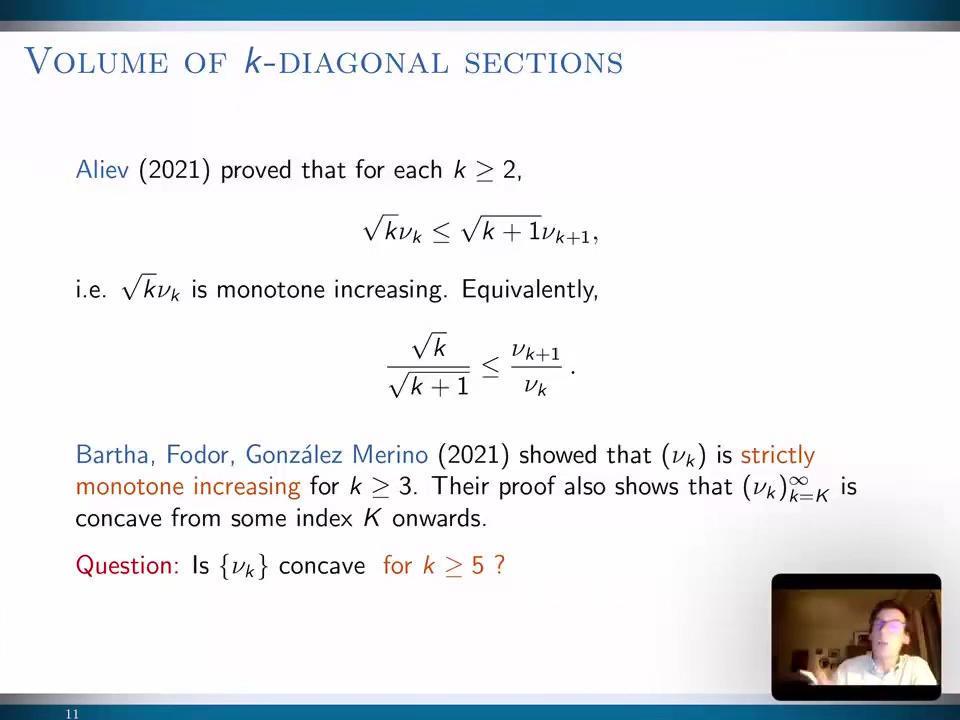 Volume of k-diagonal sections
Aliev (2021) proved that for each k ≥ 2,
√k ν_k ≤ √(k + 1) ν_{k+1},
i.e. √k ν_k is monotone increasing. Equivalently,
√k / √(k + 1) ≤ ν_{k+1} / ν_k .
Bartha, Fodor, González Merino (2021) showed that (ν_k) is strictly
monotone increasing for k ≥ 3. Their proof also shows that (ν_k)_{k=K}^∞ is
concave from some index K onwards.
Question: Is {ν_k} concave for k ≥ 5 ?
11